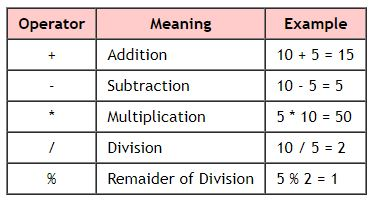 Operator Meaning Example
+ Addition 10 + 5 = 15
- Subtraction 10 - 5 = 5
* Multiplication 5 * 10 = 50
/ Division 10 / 5 = 2
% Remaider of Division 5 % 2 = 1